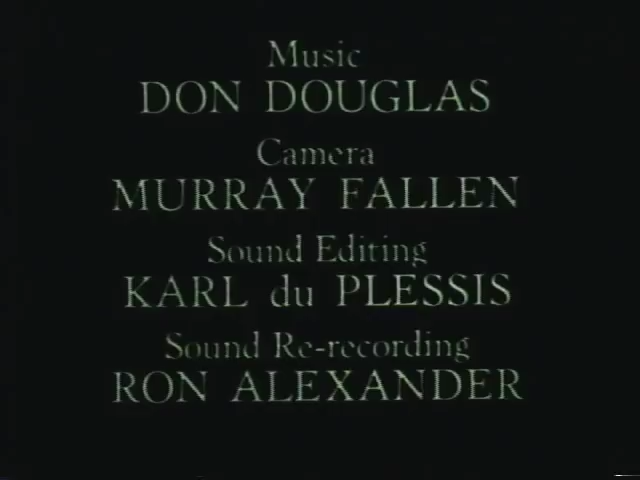 Music
DON DOUGLAS
Camera
MURRAY FALLEN
Sound Editing
KARL du PLESSIS
Sound Re-recording
RON ALEXANDER